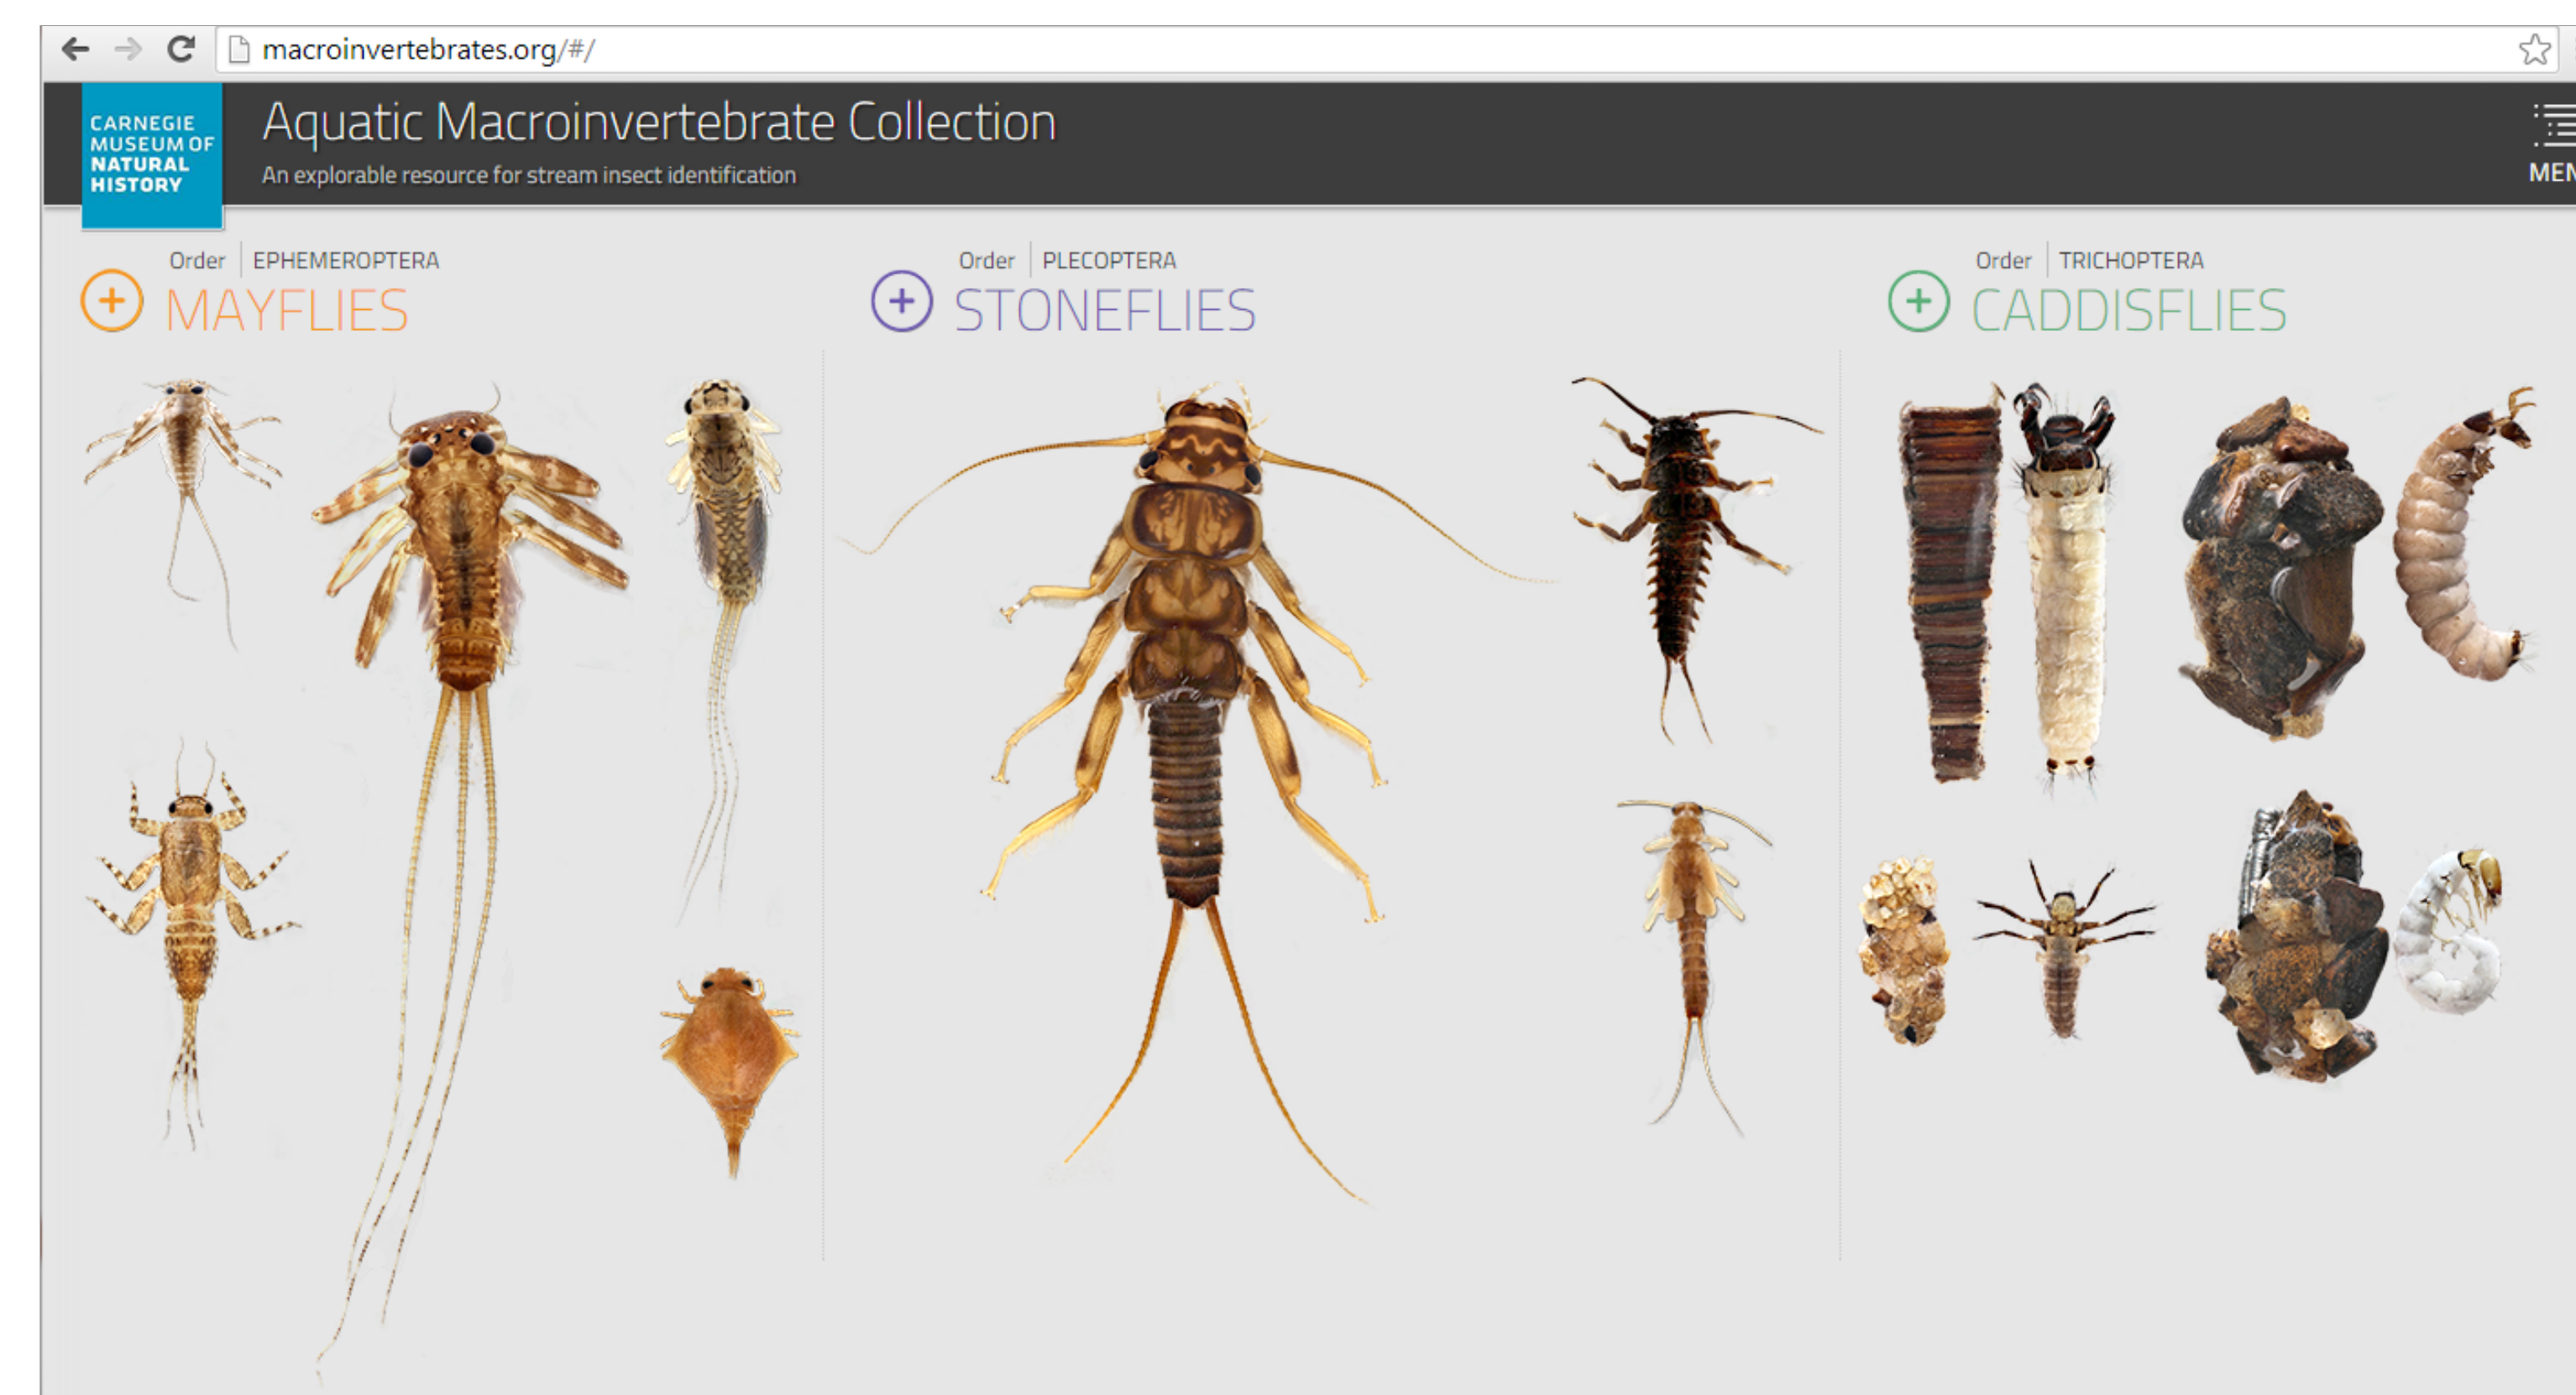 macroinvertebrates.org/#/
CARNEGIE
MUSEUM OF
NATURAL
HISTORY
Aquatic Macroinvertebrate Collection
An explorable resource for stream insect identification
MEN
Order EPHEMEROPTERA
MAYFLIES
Order PLECOPTERA
STONEFLIES
Order TRICHOPTERA
CADDISFLIES